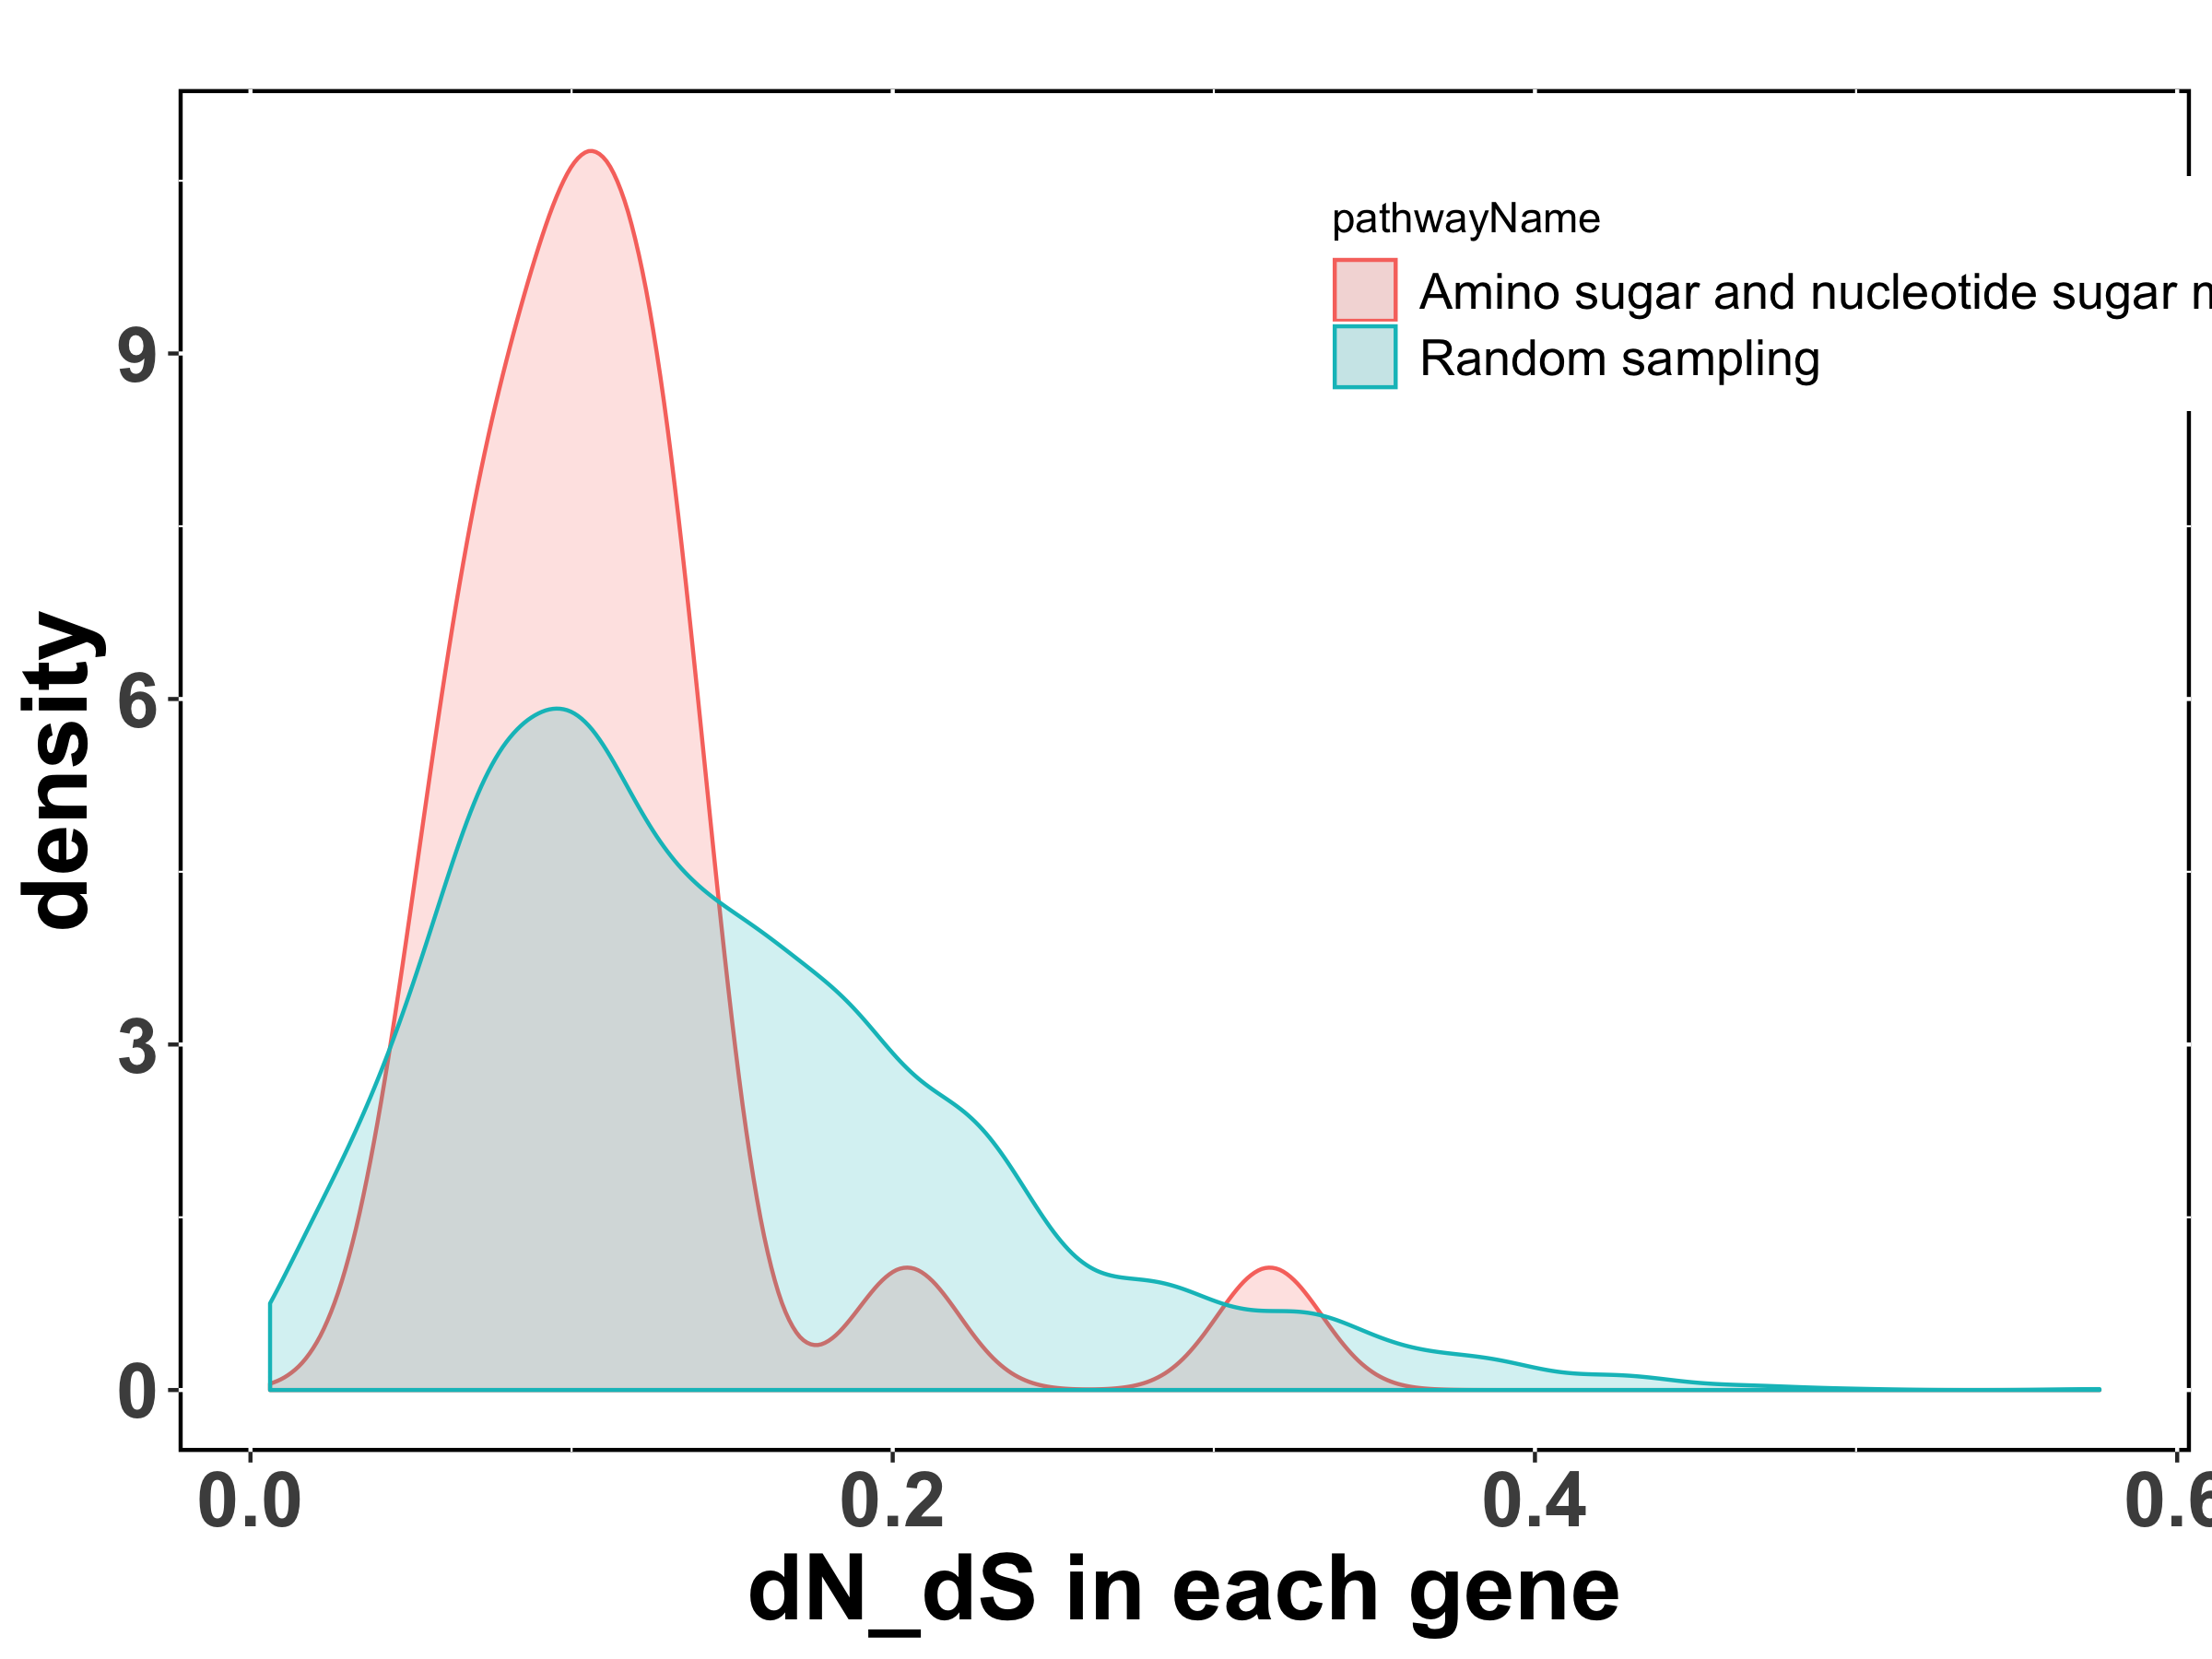 pathwayName
Amino sugar and nucleotide sugar
Random sampling
density
9
6
3
0
0.0 0.2 0.4 0.6
dN_dS in each gene